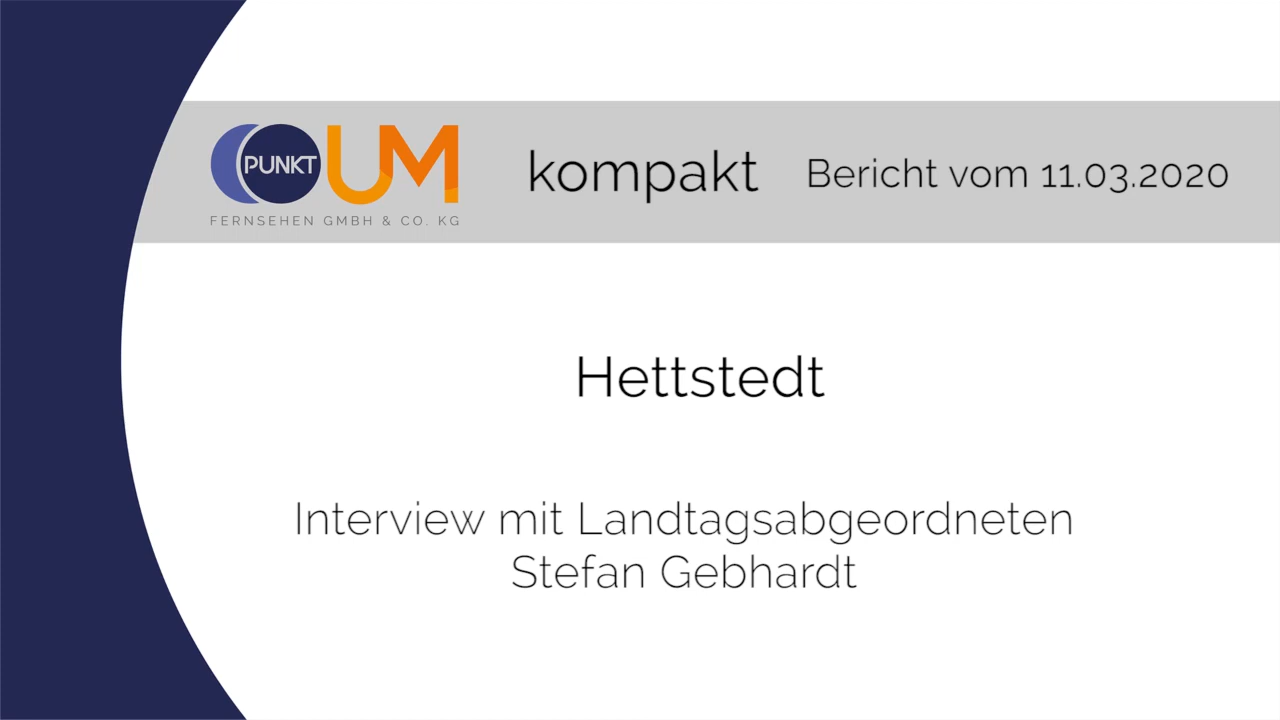 PUNKT UM
FERNSEHEN GMBH & CO. KG
kompakt
Bericht vom 11.03.2020
Hettstedt
Interview mit Landtagsabgeordneten
Stefan Gebhardt